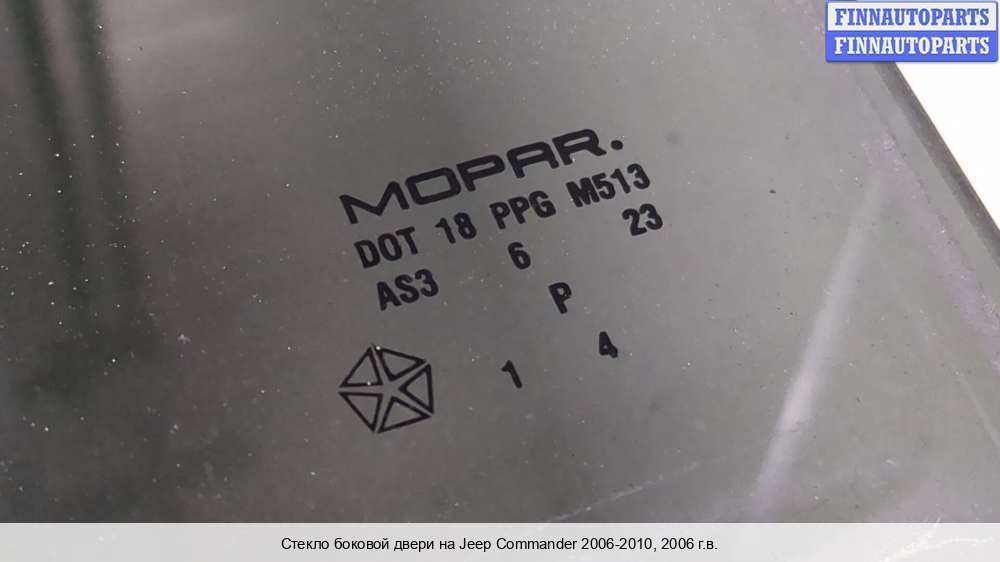 FINNAUTOPARTS
FINNAUTOPARTS
MOPAR.
DOT 18 PPG M513
AS3 6 23
P
1 4
Стекло боковой двери на Jeep Commander 2006-2010, 2006 г.в.